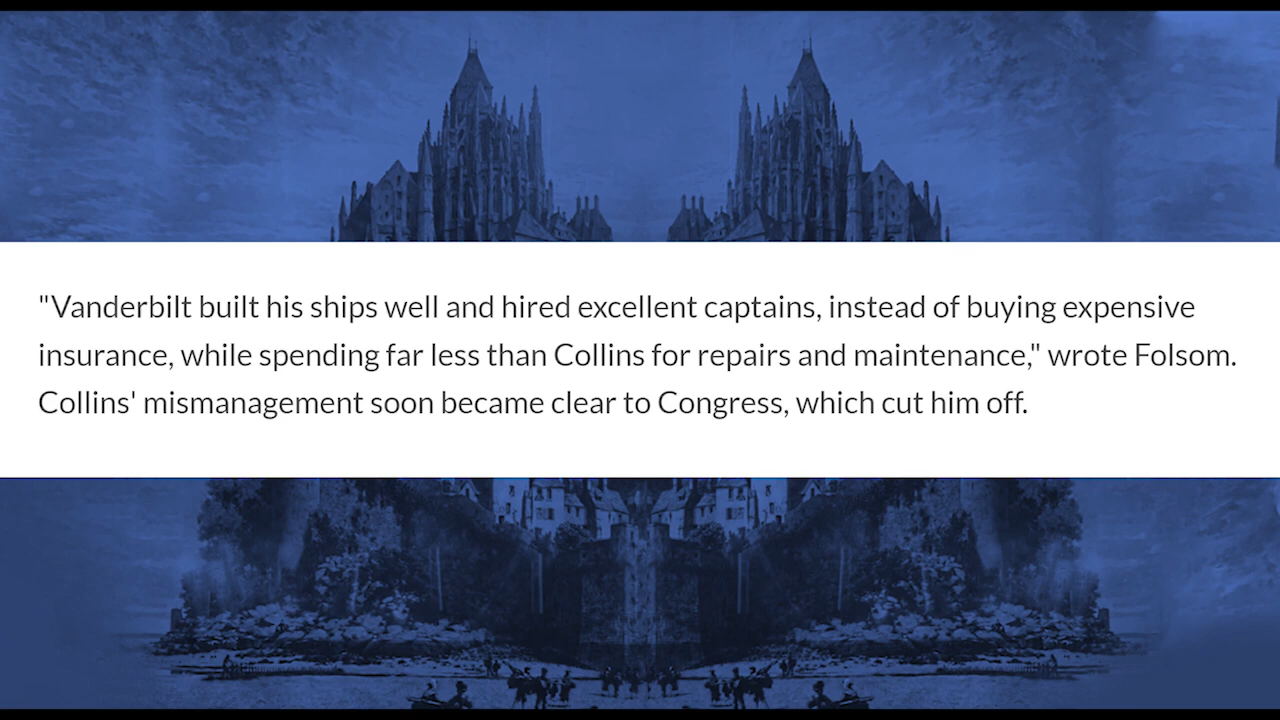 "Vanderbilt built his ships well and hired excellent captains, instead of buying expensive
insurance, while spending far less than Collins for repairs and maintenance," wrote Folsom.
Collins' mismanagement soon became clear to Congress, which cut him off.